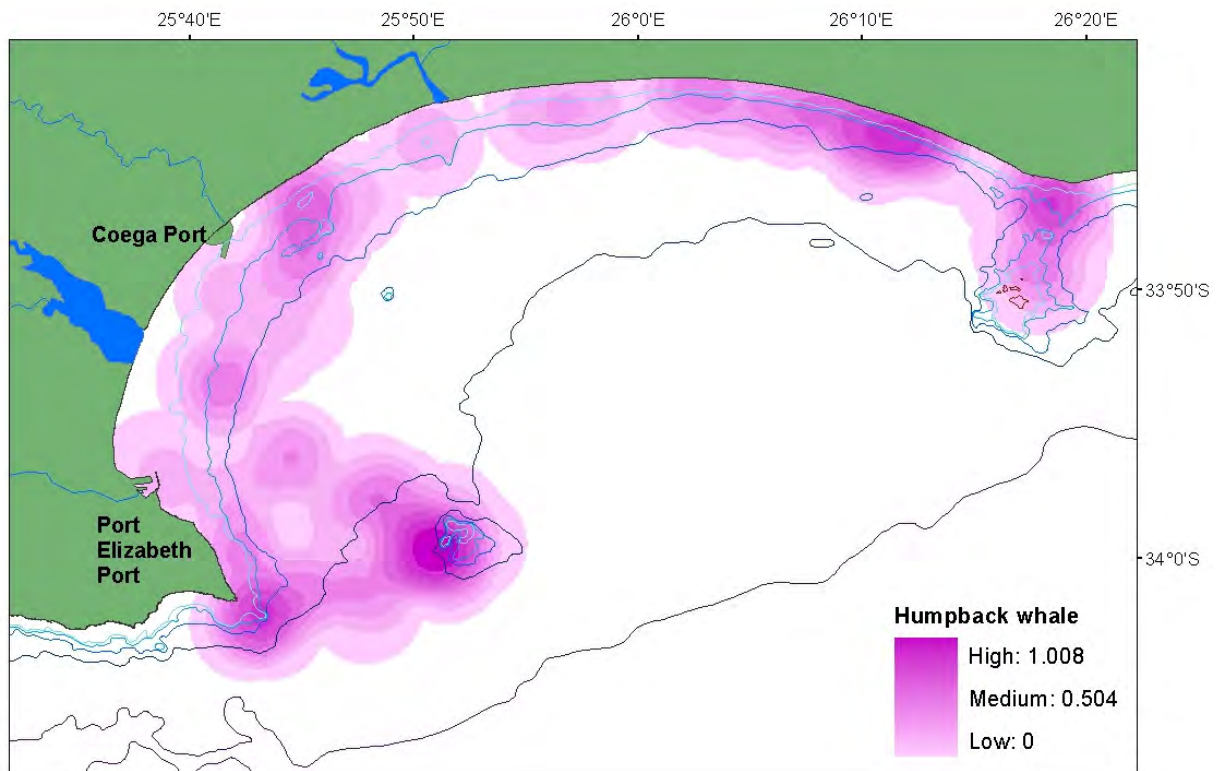 25°40'E 25°50'E 26°0'E 26°10'E 26°20'E
Coega Port
33°50'S
Port
Elizabeth
Port
34°0'S
Humpback whale
High: 1.008
Medium: 0.504
Low: 0